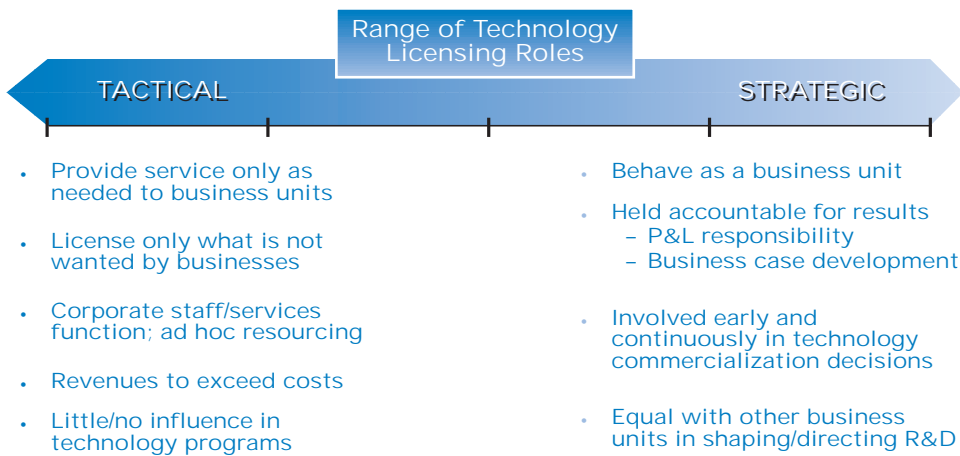 Range of Technology
Licensing Roles
TACTICAL
STRATEGIC
• Provide service only as
needed to business units
• License only what is not
wanted by businesses
• Corporate staff/services
function; ad hoc resourcing
• Revenues to exceed costs
• Little/no influence in
technology programs
• Behave as a business unit
• Held accountable for results
– P&L responsibility
– Business case development
• Involved early and
continuously in technology
commercialization decisions
• Equal with other business
units in shaping/directing R&D